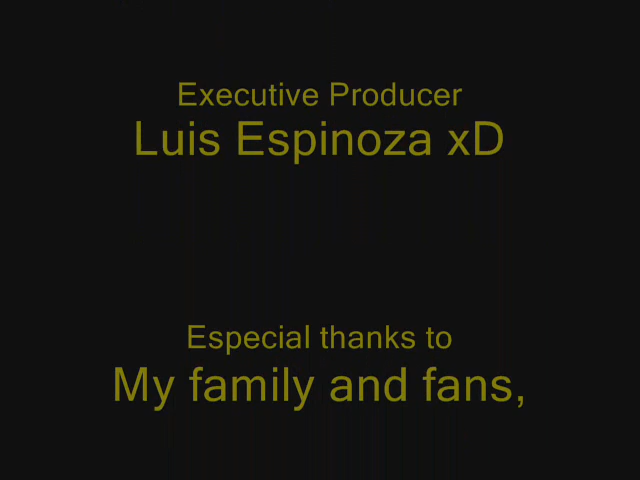 Executive Producer
Luis Espinoza xD
Especial thanks to
My family and fans,